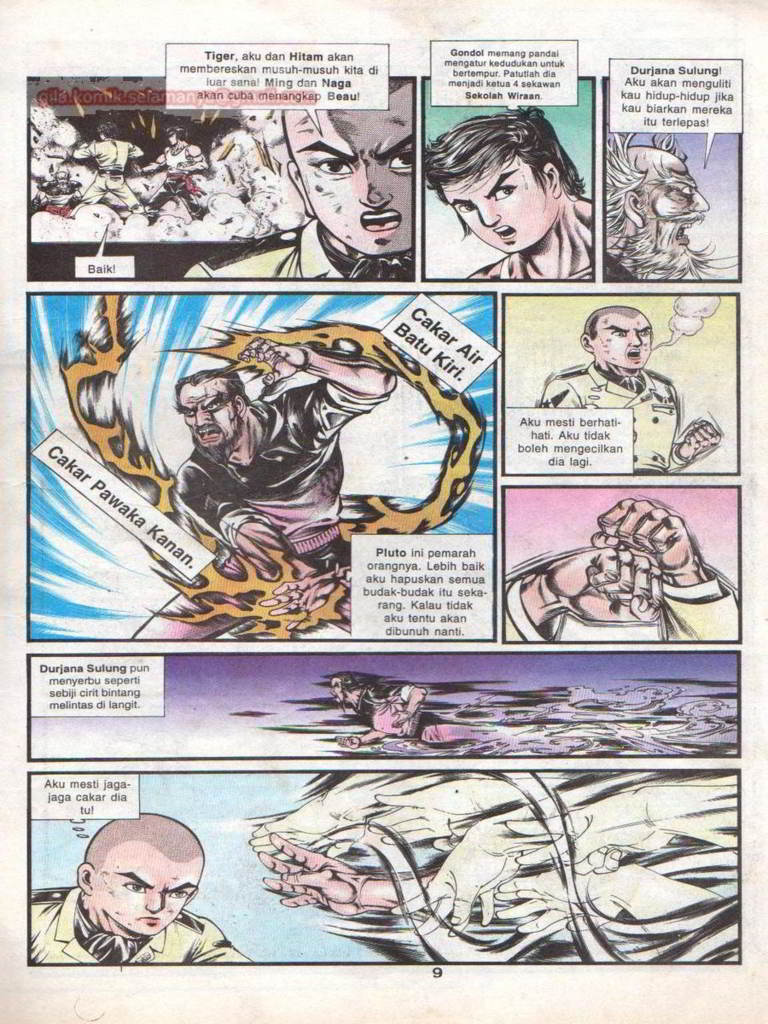 Tiger, aku dan Hitam akan
membereskan musuh-musuh kita di
luar sana! Ming dan Naga
akan cuba menangkap Beau!
Baik!
Gondol memang pandai
mengatur kedudukan untuk
bertempur. Patutlah dia
menjadi ketua 4 sekawan
Sekolah Wiraan.
Durjana Sulung!
Aku akan menguliti
kau hidup-hidup jika
kau biarkan mereka
itu terlepas!
Cakar Air
Batu Kiri.
Cakar Pawaka Kanan.
Pluto ini pemarah
orangnya. Lebih baik
aku hapuskan semua
budak-budak itu seka-
rang. Kalau tidak
aku tentu akan
dibunuh nanti.
Aku mesti berhati-
hati. Aku tidak
boleh mengecilkan
dia lagi.
Durjana Sulung pun
menyerbu seperti
sebiji cirit bintang
melintas di langit.
Aku mesti jaga-
jaga cakar dia
tu!
9